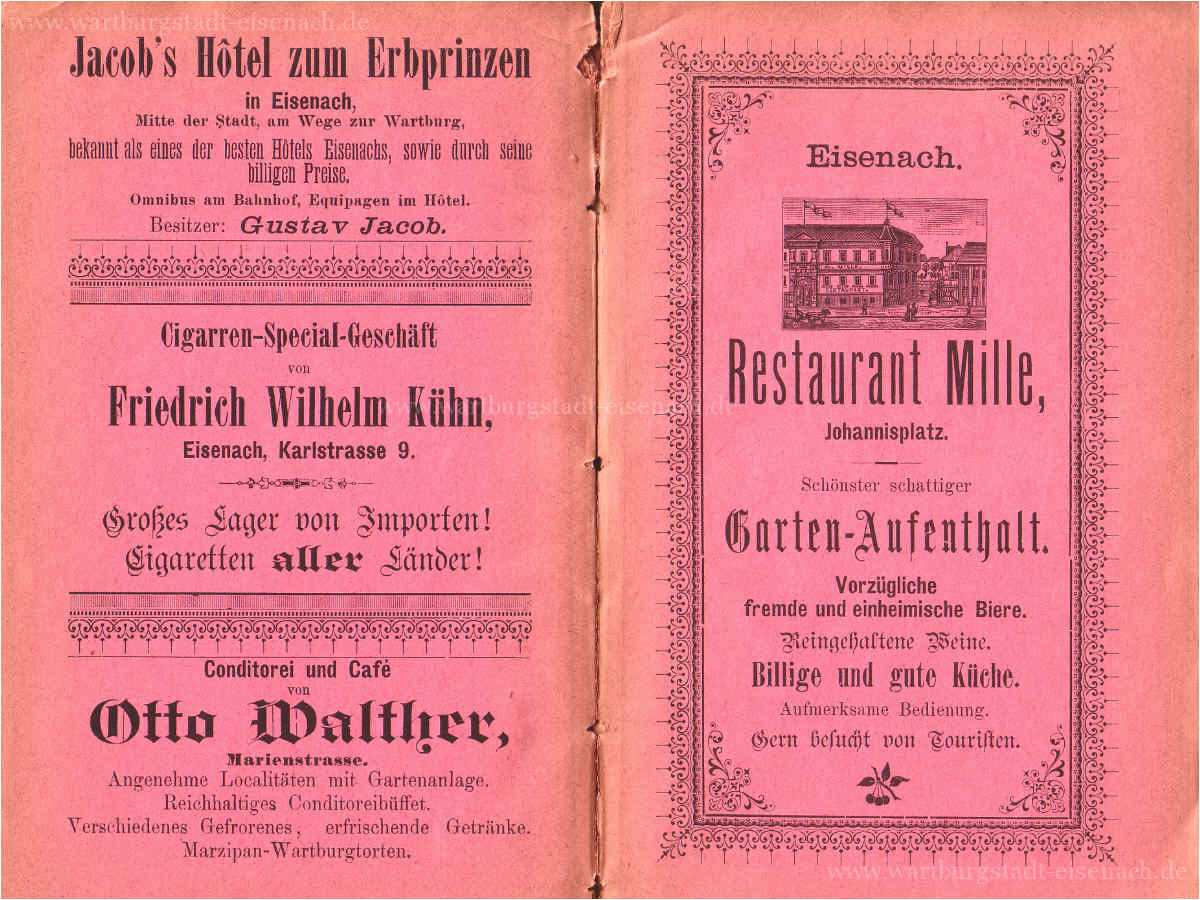 www.wartburgstadt-eisenach.de
Jacob's Hôtel zum Erbprinzen
in Eisenach,
Mitte der Stadt, am Wege zur Wartburg,
bekannt als eines der besten Hôtels Eisenachs, sowie durch seine
billigen Preise.
Omnibus am Bahnhof, Equipagen im Hôtel.
Besitzer: Gustav Jacob.
Cigarren-Special-Geschäft
von
Friedrich Wilhelm Kühn,
Eisenach, Karlstrasse 9.
Großes Lager von Importen!
Cigaretten aller Länder!
Conditorei und Café
von
Otto Walther,
Marienstrasse.
Angenehme Localitäten mit Gartenanlage.
Reichhaltiges Conditoreibüffet.
Verschiedenes Gefrorenes, erfrischende Getränke.
Marzipan-Wartburgtorten.
Eisenach.
Restaurant Mille,
Johannisplatz.
Schönster schattiger
Garten-Aufenthalt.
Vorzügliche
fremde und einheimische Biere.
Reingehaltene Weine.
Billige und gute Küche.
Aufmerksame Bedienung.
Gern besucht von Touristen.
www.wartburgstadt-eisenach.de
www.wartburgstadt-eisenach.de